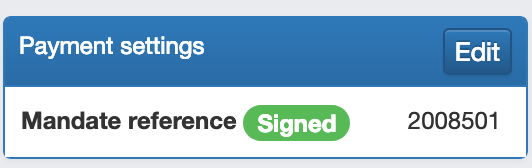 Payment settings Edit
Mandate reference Signed 2008501